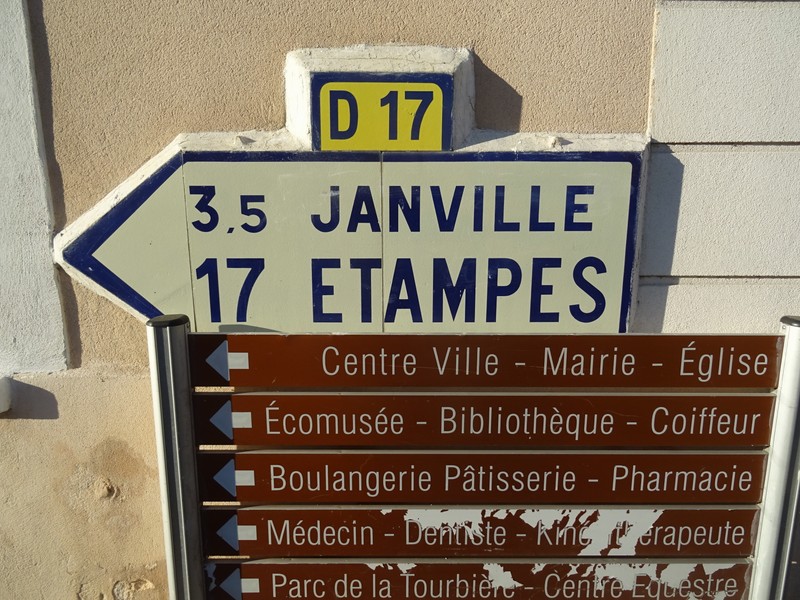 D 17
3,5 JANVILLE
17 ETAMPES
Centre Ville - Mairie - Église
Écomusée - Bibliothèque - Coiffeur
Boulangerie Pâtisserie - Pharmacie
Médecin - Dentiste - Kinésithérapeute
Parc de la Tourbière - Centre Équestre